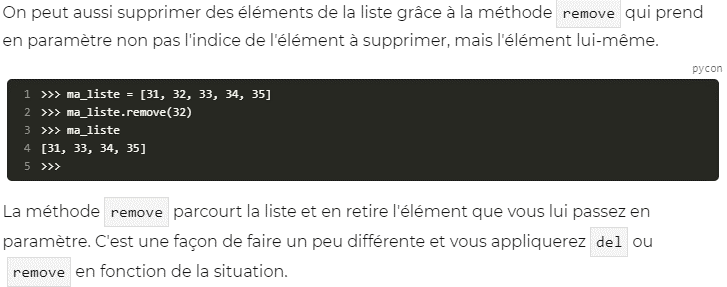 On peut aussi supprimer des éléments de la liste grâce à la méthode remove qui prend
en paramètre non pas l'indice de l'élément à supprimer, mais l'élément lui-même.
pycon
1 >>> ma_liste = [31, 32, 33, 34, 35]
2 >>> ma_liste.remove(32)
3 >>> ma_liste
4 [31, 33, 34, 35]
5 >>>
La méthode remove parcourt la liste et en retire l'élément que vous lui passez en
paramètre. C'est une façon de faire un peu différente et vous appliquerez del ou
remove en fonction de la situation.